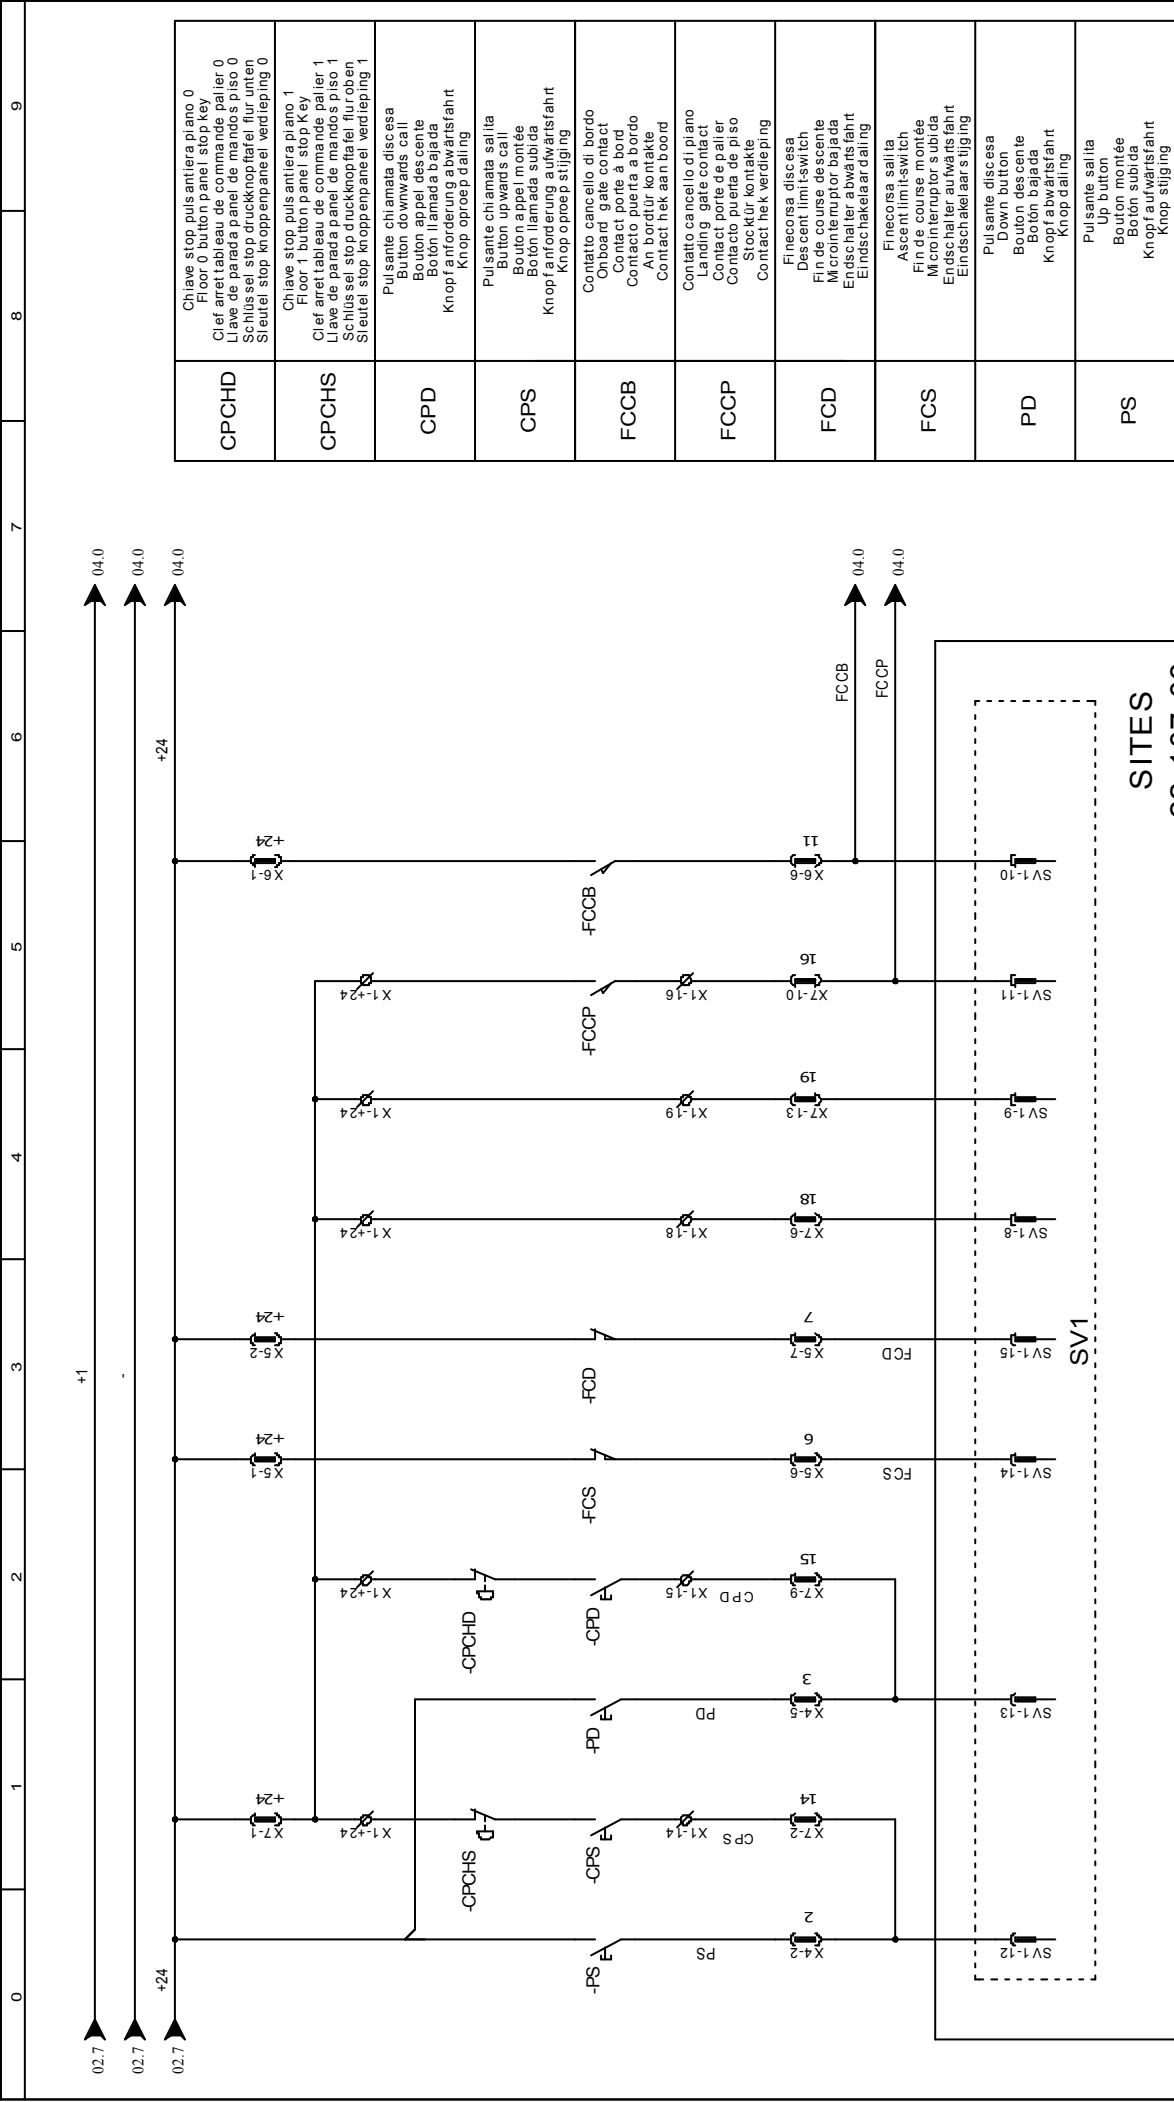 0 1 2 3 4 5 6 7 8 9
02.7 +1 04.0
02.7 - 04.0
02.7 +24 +24 04.0
X7-1 +24
X5-1 +24
X5-2 +24
X6-1 +24
X1-+24
X1-+24
X1-+24
X1-+24
X1-+24
-CPCHS
-CPCHD
-PS
-CPS
-PD
-CPD
-FCS
-FCD
-FCCP
-FCCB
X1-14
X1-15
X1-18
X1-19
X1-16
PS
CPS
PD
CPD
X4-2 2
X7-2 14
X4-5 3
X7-9 15
X5-6 6
X5-7 7
X7-6 18
X7-13 19
X7-10 16
X6-6 11
FCS
FCD
FCCB 04.0
FCCP 04.0
SV1-12
SV1-13
SV1-14
SV1-15
SV1-8
SV1-9
SV1-11
SV1-10
SV1
SITES
CPCHD
Chiave stop pulsantiera piano 0
Floor 0 button panel stop key
Clef arret tableau de commande palier 0
Llave de parada panel de mandos piso 0
Schlüssel stop druckknopftafel flur unten
Sleutel stop knoppenpaneel verdieping 0
CPCHS
Chiave stop pulsantiera piano 1
Floor 1 button panel stop Key
Clef arret tableau de commande palier 1
Llave de parada panel de mandos piso 1
Schlüssel stop drucknopftafel flur oben
Sleutel stop knoppenpaneel verdieping 1
CPD
Pulsante chiamata discesa
Button downwards call
Bouton appel descente
Botón llamada bajada
Knopf anforderung abwärtsfahrt
Knop oproep daling
CPS
Pulsante chiamata salita
Button upwards call
Bouton appel montée
Botón llamada subida
Knopf anforderung aufwärtsfahrt
Knop oproep stijging
FCCB
Contatto cancello di bordo
Onboard gate contact
Contact porte à bord
Contacto puerta a bordo
An bordtür kontakte
Contact hek aan boord
FCCP
Contatto cancello di piano
Landing gate contact
Contact porte de palier
Contacto puerta de piso
Stocktür kontakte
Contact hek verdieping
FCD
Finecorsa discesa
Descent limit-switch
Fin de course descente
Microinterruptor bajada
Endschalter abwärtsfahrt
Eindschakelaar daling
FCS
Finecorsa salita
Ascent limit-switch
Fin de course montée
Microinterruptor subida
Endschalter aufwärtsfahrt
Eindschakelaar stijging
PD
Pulsante discesa
Down button
Bouton descente
Botón bajada
Knopf abwärtsfahrt
Knop daling
PS
Pulsante salita
Up button
Bouton montée
Botón subida
Knopf aufwärtsfahrt
Knop stijging